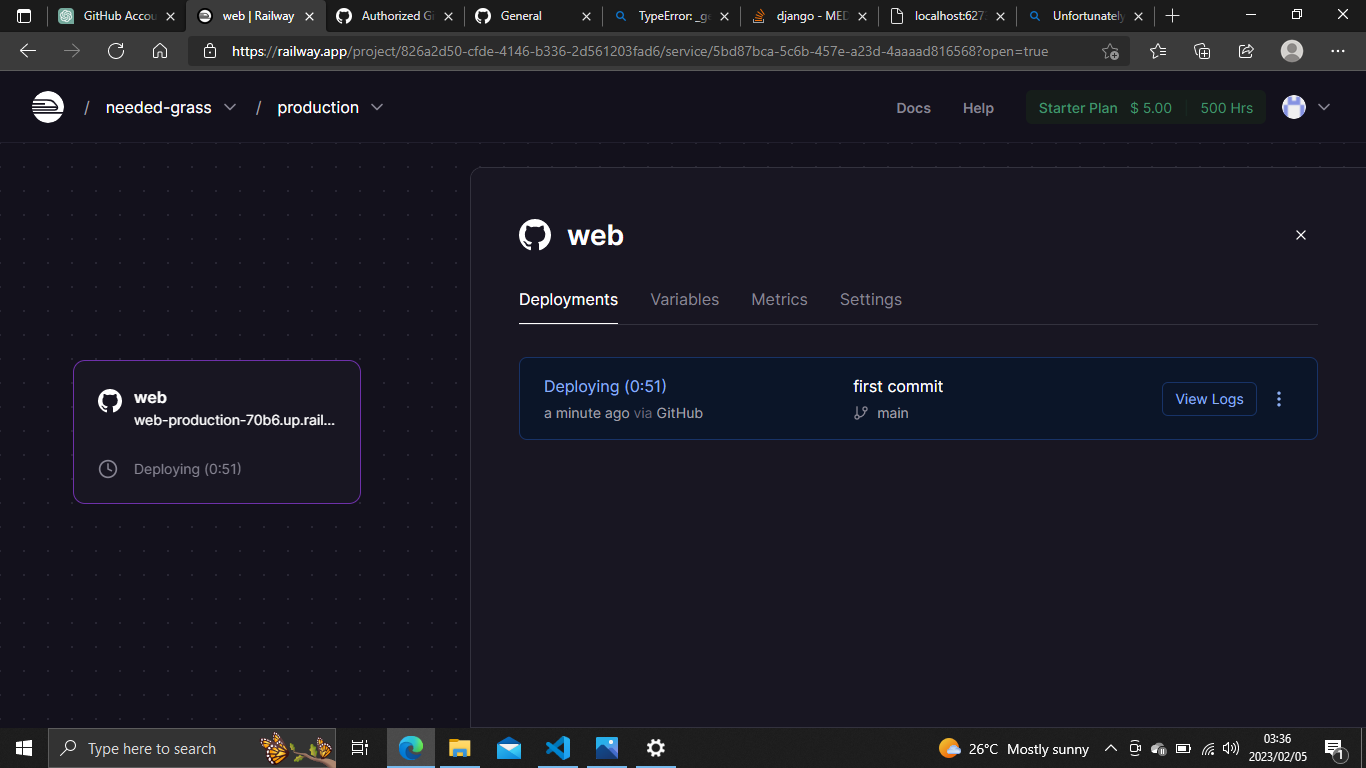 GitHub Accou
web | Railway
Authorized Gi
General
TypeError: _ge
django - MED
localhost:627
Unfortunately
https://railway.app/project/826a2d50-cfde-4146-b336-2d561203fad6/service/5bd87bca-5c6b-457e-a23d-4aaaad816568?open=true
/ needed-grass / production
Docs Help Starter Plan $ 5.00 500 Hrs
web
Deployments Variables Metrics Settings
Deploying (0:51) first commit
a minute ago via GitHub main
View Logs
web
web-production-70b6.up.rail...
Deploying (0:51)
Type here to search
26°C Mostly sunny
03:36
2023/02/05
1